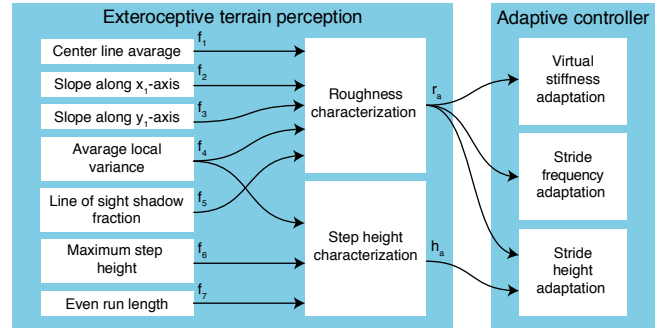 Exteroceptive terrain perception
Adaptive controller
Center line avarage
f₁
Slope along x₁-axis
f₂
Slope along y₁-axis
f₃
Avarage local
variance
f₄
Line of sight shadow
fraction
f₅
Maximum step
height
f₆
Even run length
f₇
Roughness
characterization
rₐ
Step height
characterization
hₐ
Virtual
stiffness
adaptation
Stride
frequency
adaptation
Stride
height
adaptation